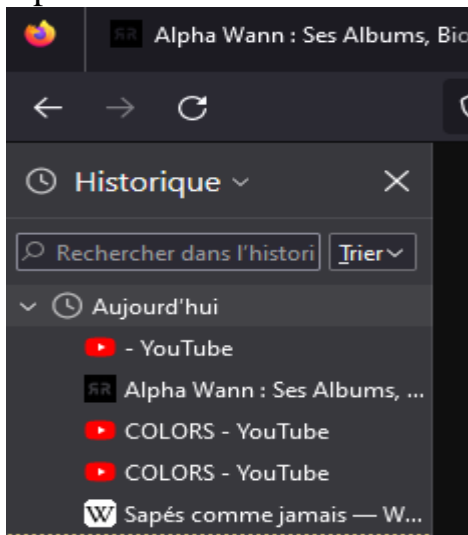 Alpha Wann : Ses Albums, Bio
Historique
Rechercher dans l'histori Trier
Aujourd'hui
- YouTube
Alpha Wann : Ses Albums, ...
COLORS - YouTube
COLORS - YouTube
W Sapés comme jamais — W...